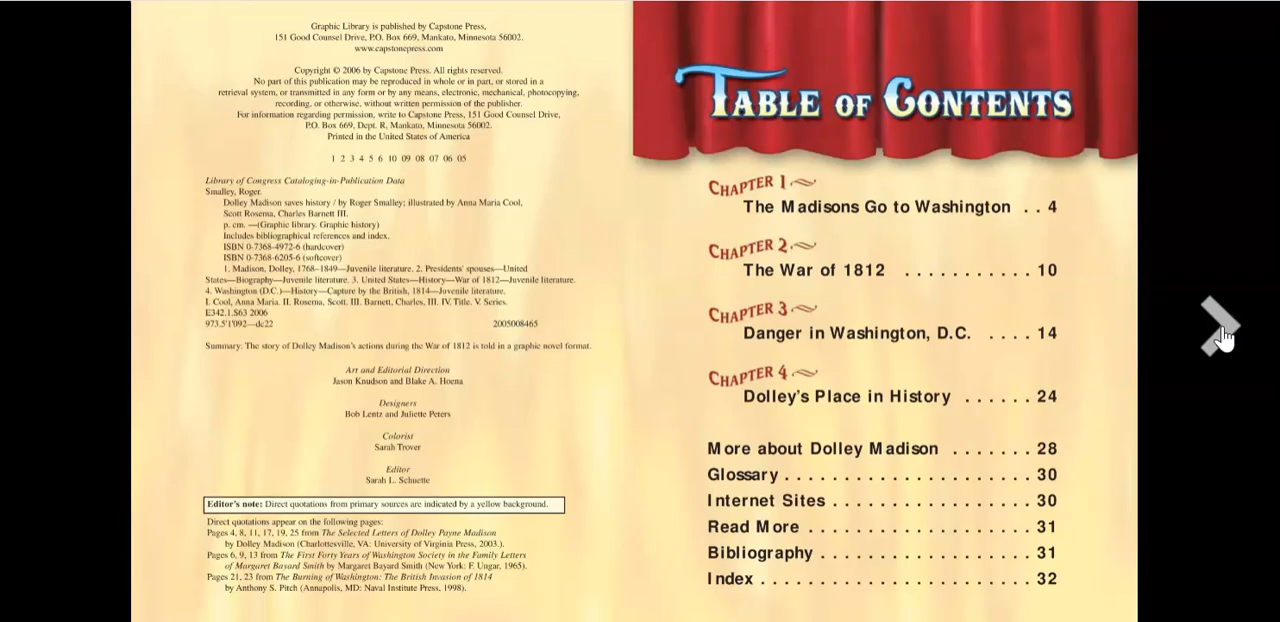 Graphic Library is published by Capstone Press,
151 Good Counsel Drive, P.O. Box 669, Mankato, Minnesota 56002.
www.capstonepress.com
Copyright © 2006 by Capstone Press. All rights reserved.
No part of this publication may be reproduced in whole or in part, or stored in a
retrieval system, or transmitted in any form or by any means, electronic, mechanical, photocopying,
recording, or otherwise, without written permission of the publisher.
For information regarding permission, write to Capstone Press, 151 Good Counsel Drive,
P.O. Box 669, Dept. R, Mankato, Minnesota 56002.
Printed in the United States of America
1 2 3 4 5 6 10 09 08 07 06 05
Library of Congress Cataloging-in-Publication Data
Smalley, Roger.
Dolley Madison saves history / by Roger Smalley; illustrated by Anna Maria Cool,
Scott Rosema, Charles Barnett III.
p. cm. —(Graphic library. Graphic history)
Includes bibliographical references and index.
ISBN 0-7368-4972-6 (hardcover)
ISBN 0-7368-6205-6 (softcover)
1. Madison, Dolley, 1768–1849—Juvenile literature. 2. Presidents' spouses—United
States—Biography—Juvenile literature. 3. United States—History—War of 1812—Juvenile literature.
4. Washington (D.C.)—History—Capture by the British, 1814—Juvenile literature.
I. Cool, Anna Maria. II. Rosema, Scott. III. Barnett, Charles, III. IV. Title. V. Series.
E342.1.S63 2006
973.5'1'092—dc22 2005008465
Summary: The story of Dolley Madison's actions during the War of 1812 is told in a graphic novel format.
Art and Editorial Direction
Jason Knudson and Blake A. Hoena
Designers
Bob Lentz and Juliette Peters
Colorist
Sarah Trover
Editor
Sarah L. Schuette
Editor's note: Direct quotations from primary sources are indicated by a yellow background.
Direct quotations appear on the following pages:
Pages 4, 8, 11, 17, 19, 25 from The Selected Letters of Dolley Payne Madison
by Dolley Madison (Charlottesville, VA: University of Virginia Press, 2003.).
Pages 6, 9, 13 from The First Forty Years of Washington Society in the Family Letters
of Margaret Bayard Smith by Margaret Bayard Smith (New York: F. Ungar, 1965).
Pages 21, 23 from The Burning of Washington: The British Invasion of 1814
by Anthony S. Pitch (Annapolis, MD: Naval Institute Press, 1998).
TABLE OF CONTENTS
CHAPTER 1
The Madisons Go to Washington . . 4
CHAPTER 2
The War of 1812 . . . . . . . . . . . 10
CHAPTER 3
Danger in Washington, D.C. . . . . 14
CHAPTER 4
Dolley's Place in History . . . . . . 24
More about Dolley Madison . . . . . . . 28
Glossary . . . . . . . . . . . . . . . . . . . . . 30
Internet Sites . . . . . . . . . . . . . . . . . 30
Read More . . . . . . . . . . . . . . . . . . . 31
Bibliography . . . . . . . . . . . . . . . . . . 31
Index . . . . . . . . . . . . . . . . . . . . . . . 32